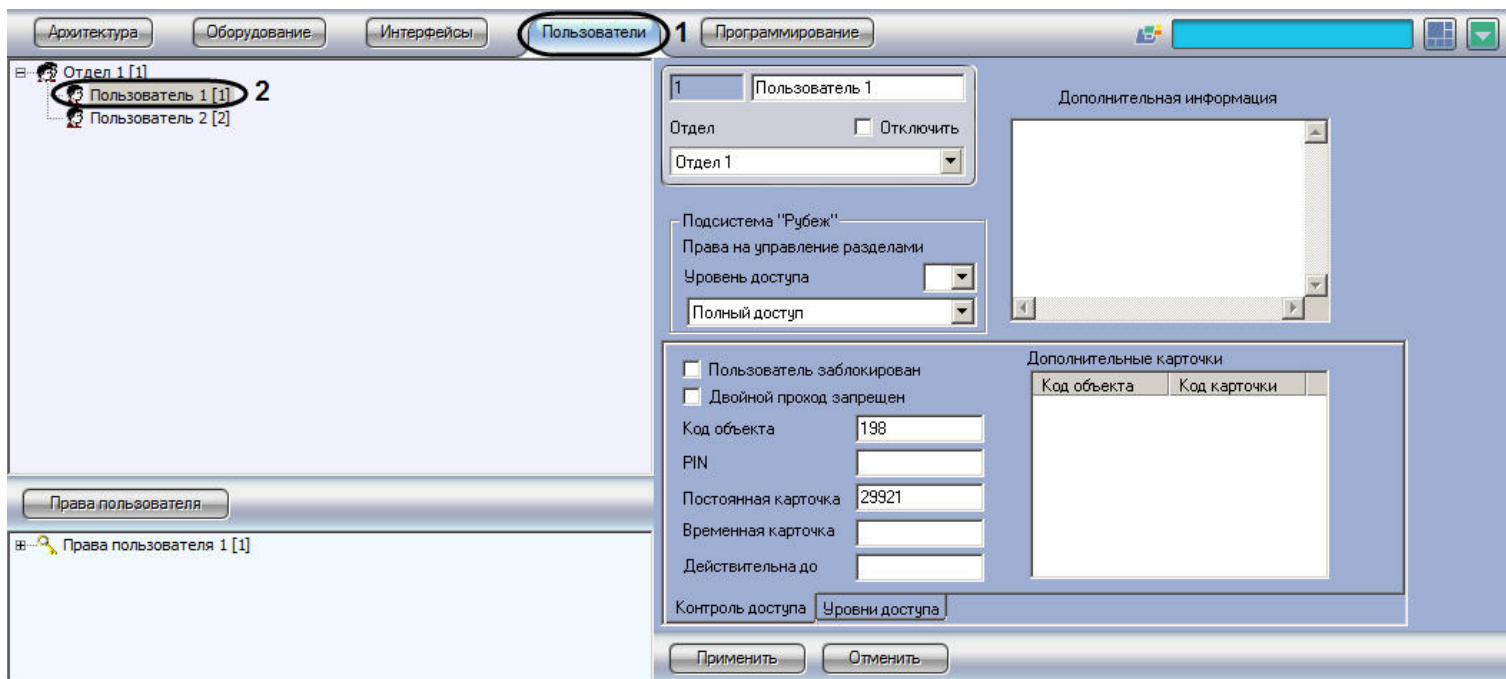 Архитектура Оборудование Интерфейсы Пользователи 1 Программирование
Отдел 1 [1]
Пользователь 1 [1] 2
Пользователь 2 [2]
Права пользователя
Права пользователя 1 [1]
1 Пользователь 1
Отдел Отключить
Отдел 1
Дополнительная информация
Подсистема "Рубеж"
Права на управление разделами
Уровень доступа
Полный доступ
Пользователь заблокирован
Двойной проход запрещен
Код объекта 198
PIN
Постоянная карточка 29921
Временная карточка
Действительна до
Дополнительные карточки
Код объекта Код карточки
Контроль доступа Уровни доступа
Применить Отменить